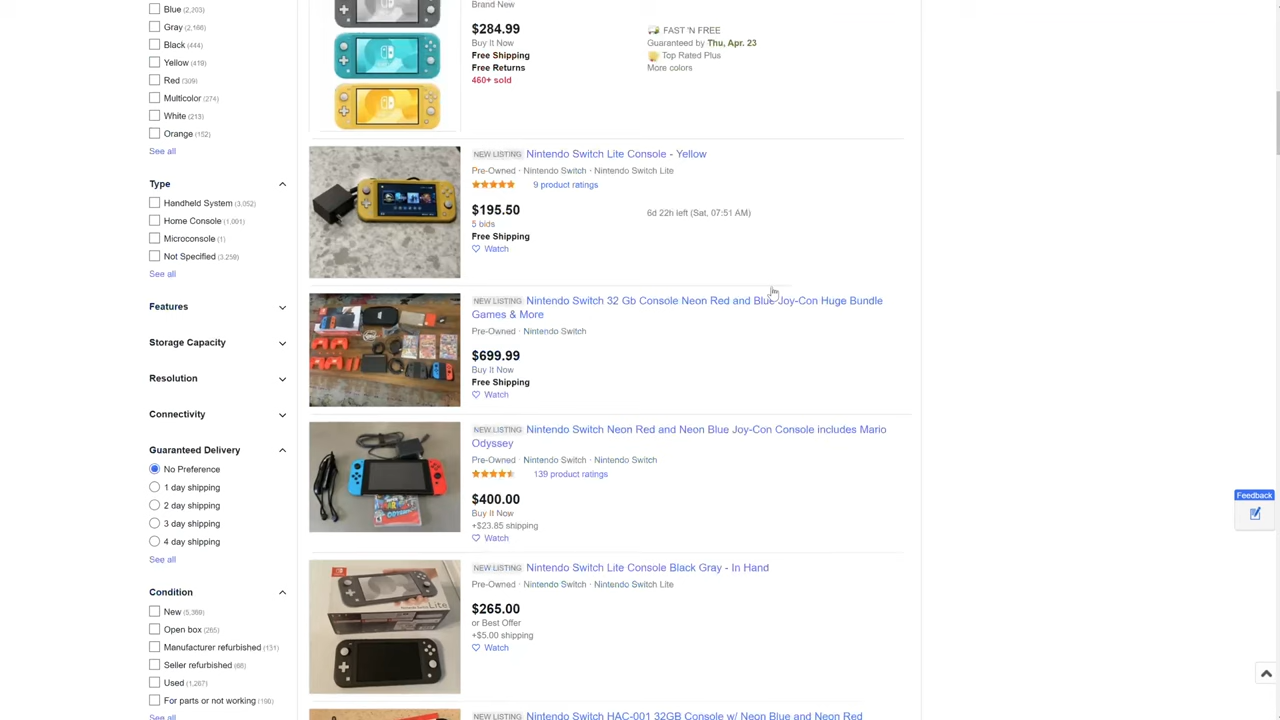 Blue (2,203)
Gray (2,166)
Black (444)
Yellow (419)
Red (309)
Multicolor (274)
White (213)
Orange (152)
See all
Type
Handheld System (3,052)
Home Console (1,001)
Microconsole (1)
Not Specified (3,259)
See all
Features
Storage Capacity
Resolution
Connectivity
Guaranteed Delivery
No Preference
1 day shipping
2 day shipping
3 day shipping
4 day shipping
See all
Condition
New (5,369)
Open box (265)
Manufacturer refurbished (131)
Seller refurbished (68)
Used (1,267)
For parts or not working (190)
See all
Brand New
$284.99
Buy It Now
Free Shipping
Free Returns
460+ sold
FAST 'N FREE
Guaranteed by Thu, Apr. 23
Top Rated Plus
More colors
NEW LISTING Nintendo Switch Lite Console - Yellow
Pre-Owned · Nintendo Switch · Nintendo Switch Lite
9 product ratings
$195.50
5 bids
Free Shipping
Watch
6d 22h left (Sat, 07:51 AM)
NEW LISTING Nintendo Switch 32 Gb Console Neon Red and Blue Joy-Con Huge Bundle
Games & More
Pre-Owned · Nintendo Switch
$699.99
Buy It Now
Free Shipping
Watch
NEW LISTING Nintendo Switch Neon Red and Neon Blue Joy-Con Console includes Mario
Odyssey
Pre-Owned · Nintendo Switch · Nintendo Switch
139 product ratings
$400.00
Buy It Now
+$23.85 shipping
Watch
NEW LISTING Nintendo Switch Lite Console Black Gray - In Hand
Pre-Owned · Nintendo Switch · Nintendo Switch Lite
$265.00
or Best Offer
+$5.00 shipping
Watch
NEW LISTING Nintendo Switch HAC-001 32GB Console w/ Neon Blue and Neon Red
Feedback